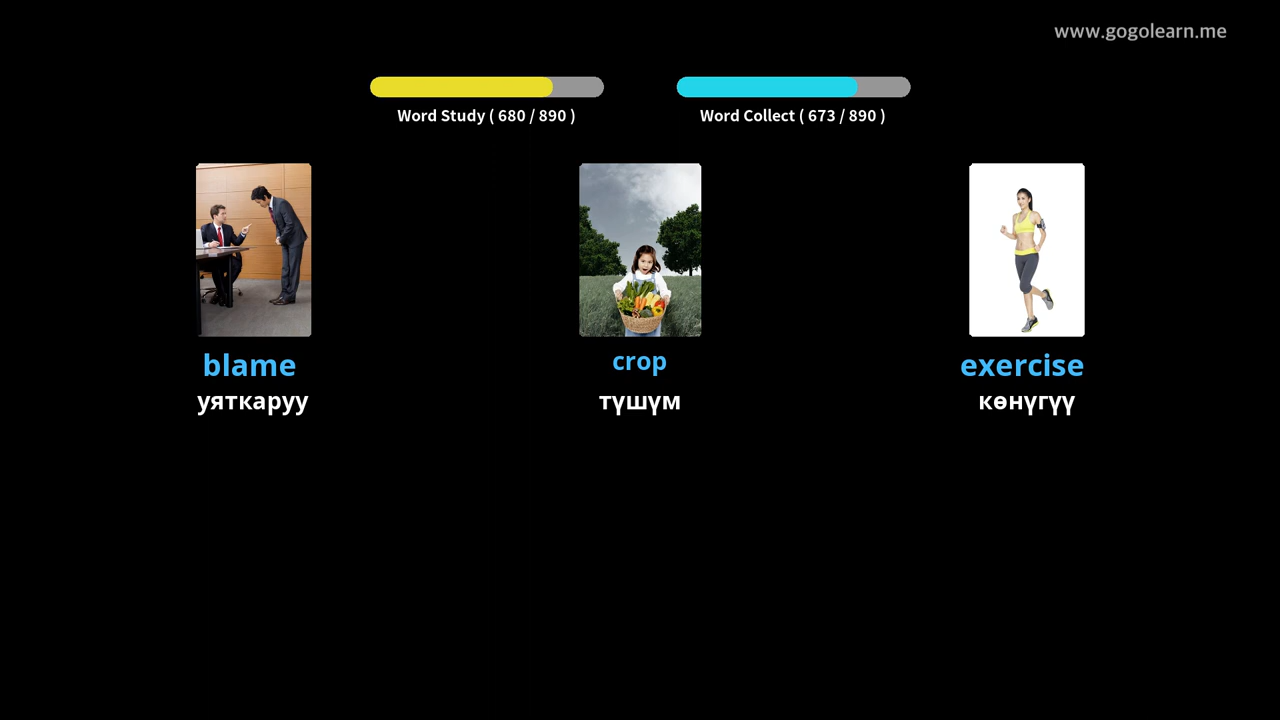 www.gogolearn.me
Word Study ( 680 / 890 )
Word Collect ( 673 / 890 )
blame
уяткаруу
crop
түшүм
exercise
көнүгүү